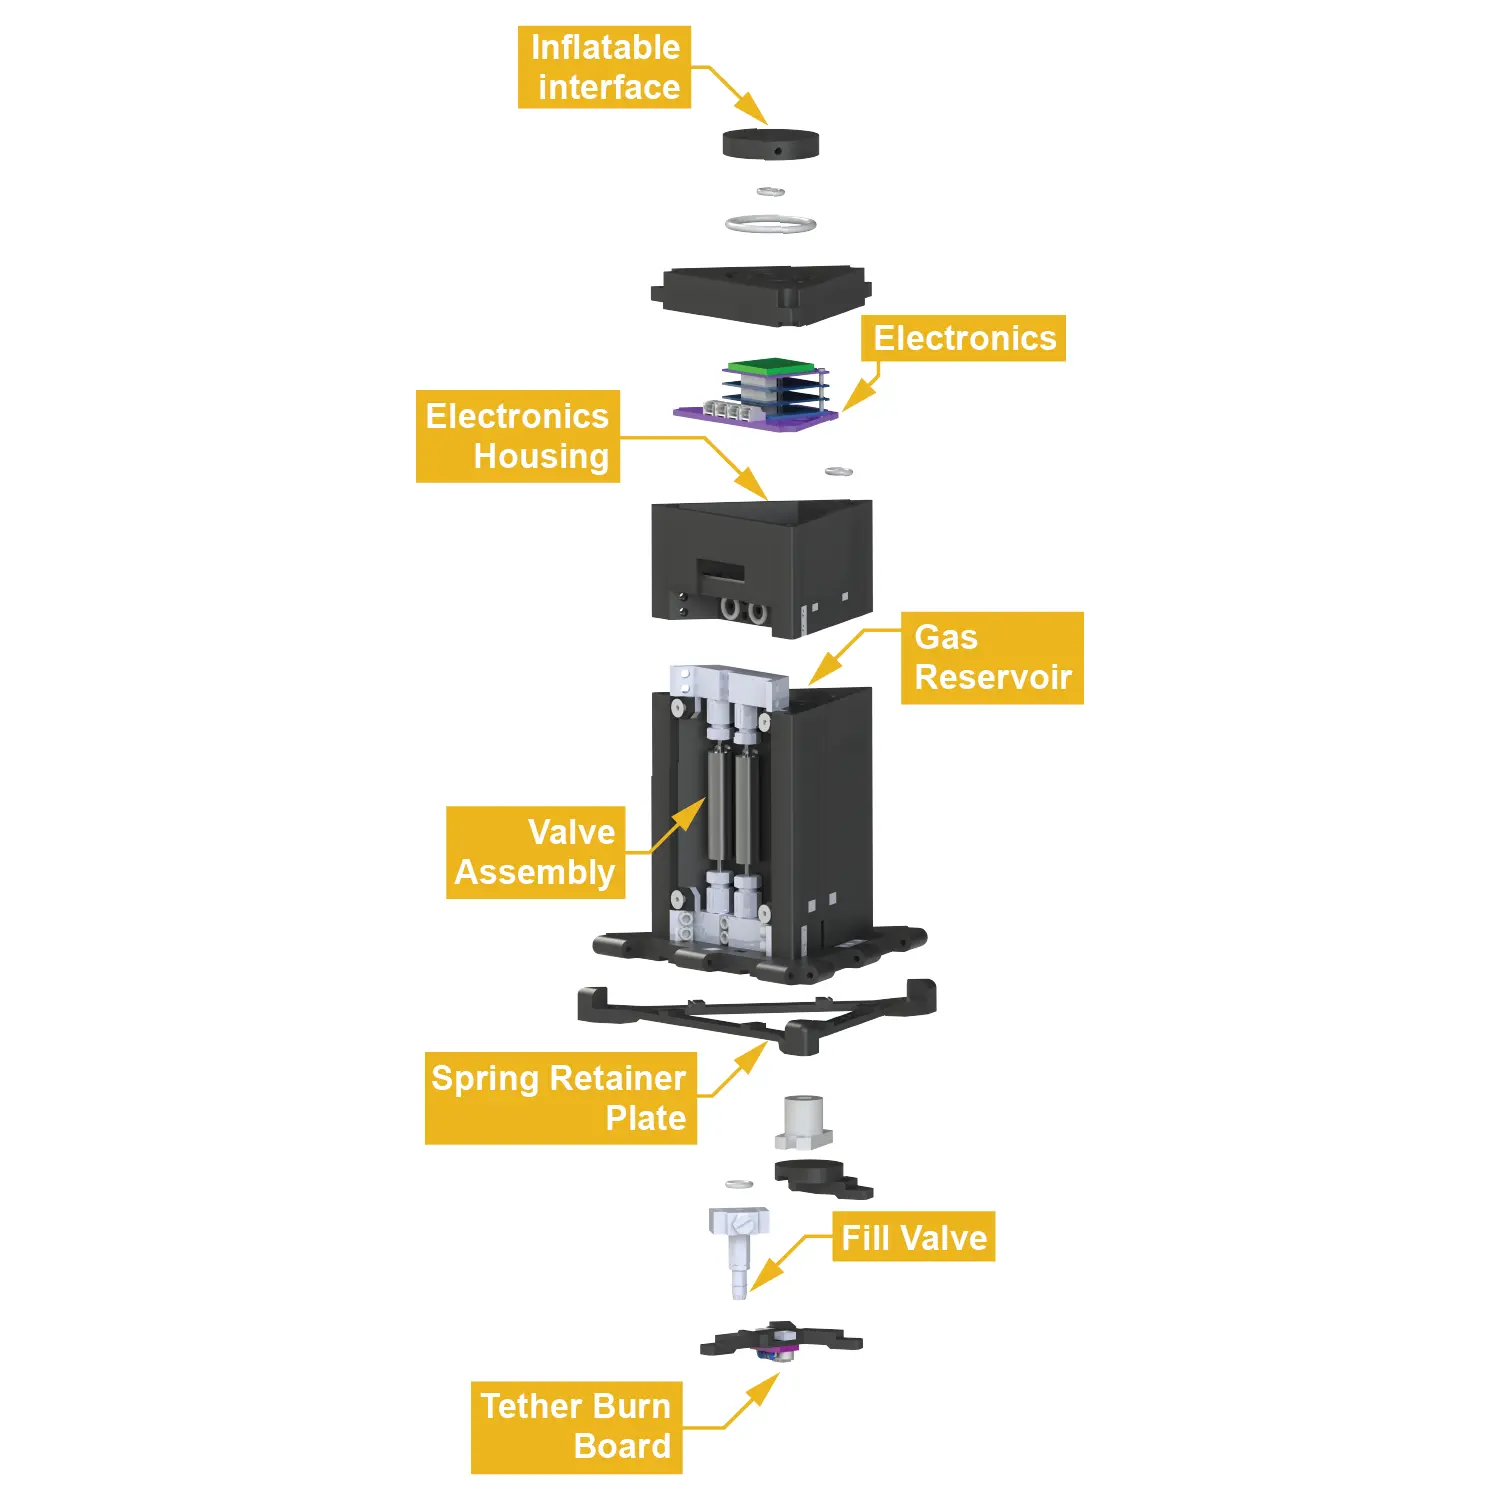 Inflatable
interface
Electronics
Electronics
Housing
Gas
Reservoir
Valve
Assembly
Spring Retainer
Plate
Fill Valve
Tether Burn
Board